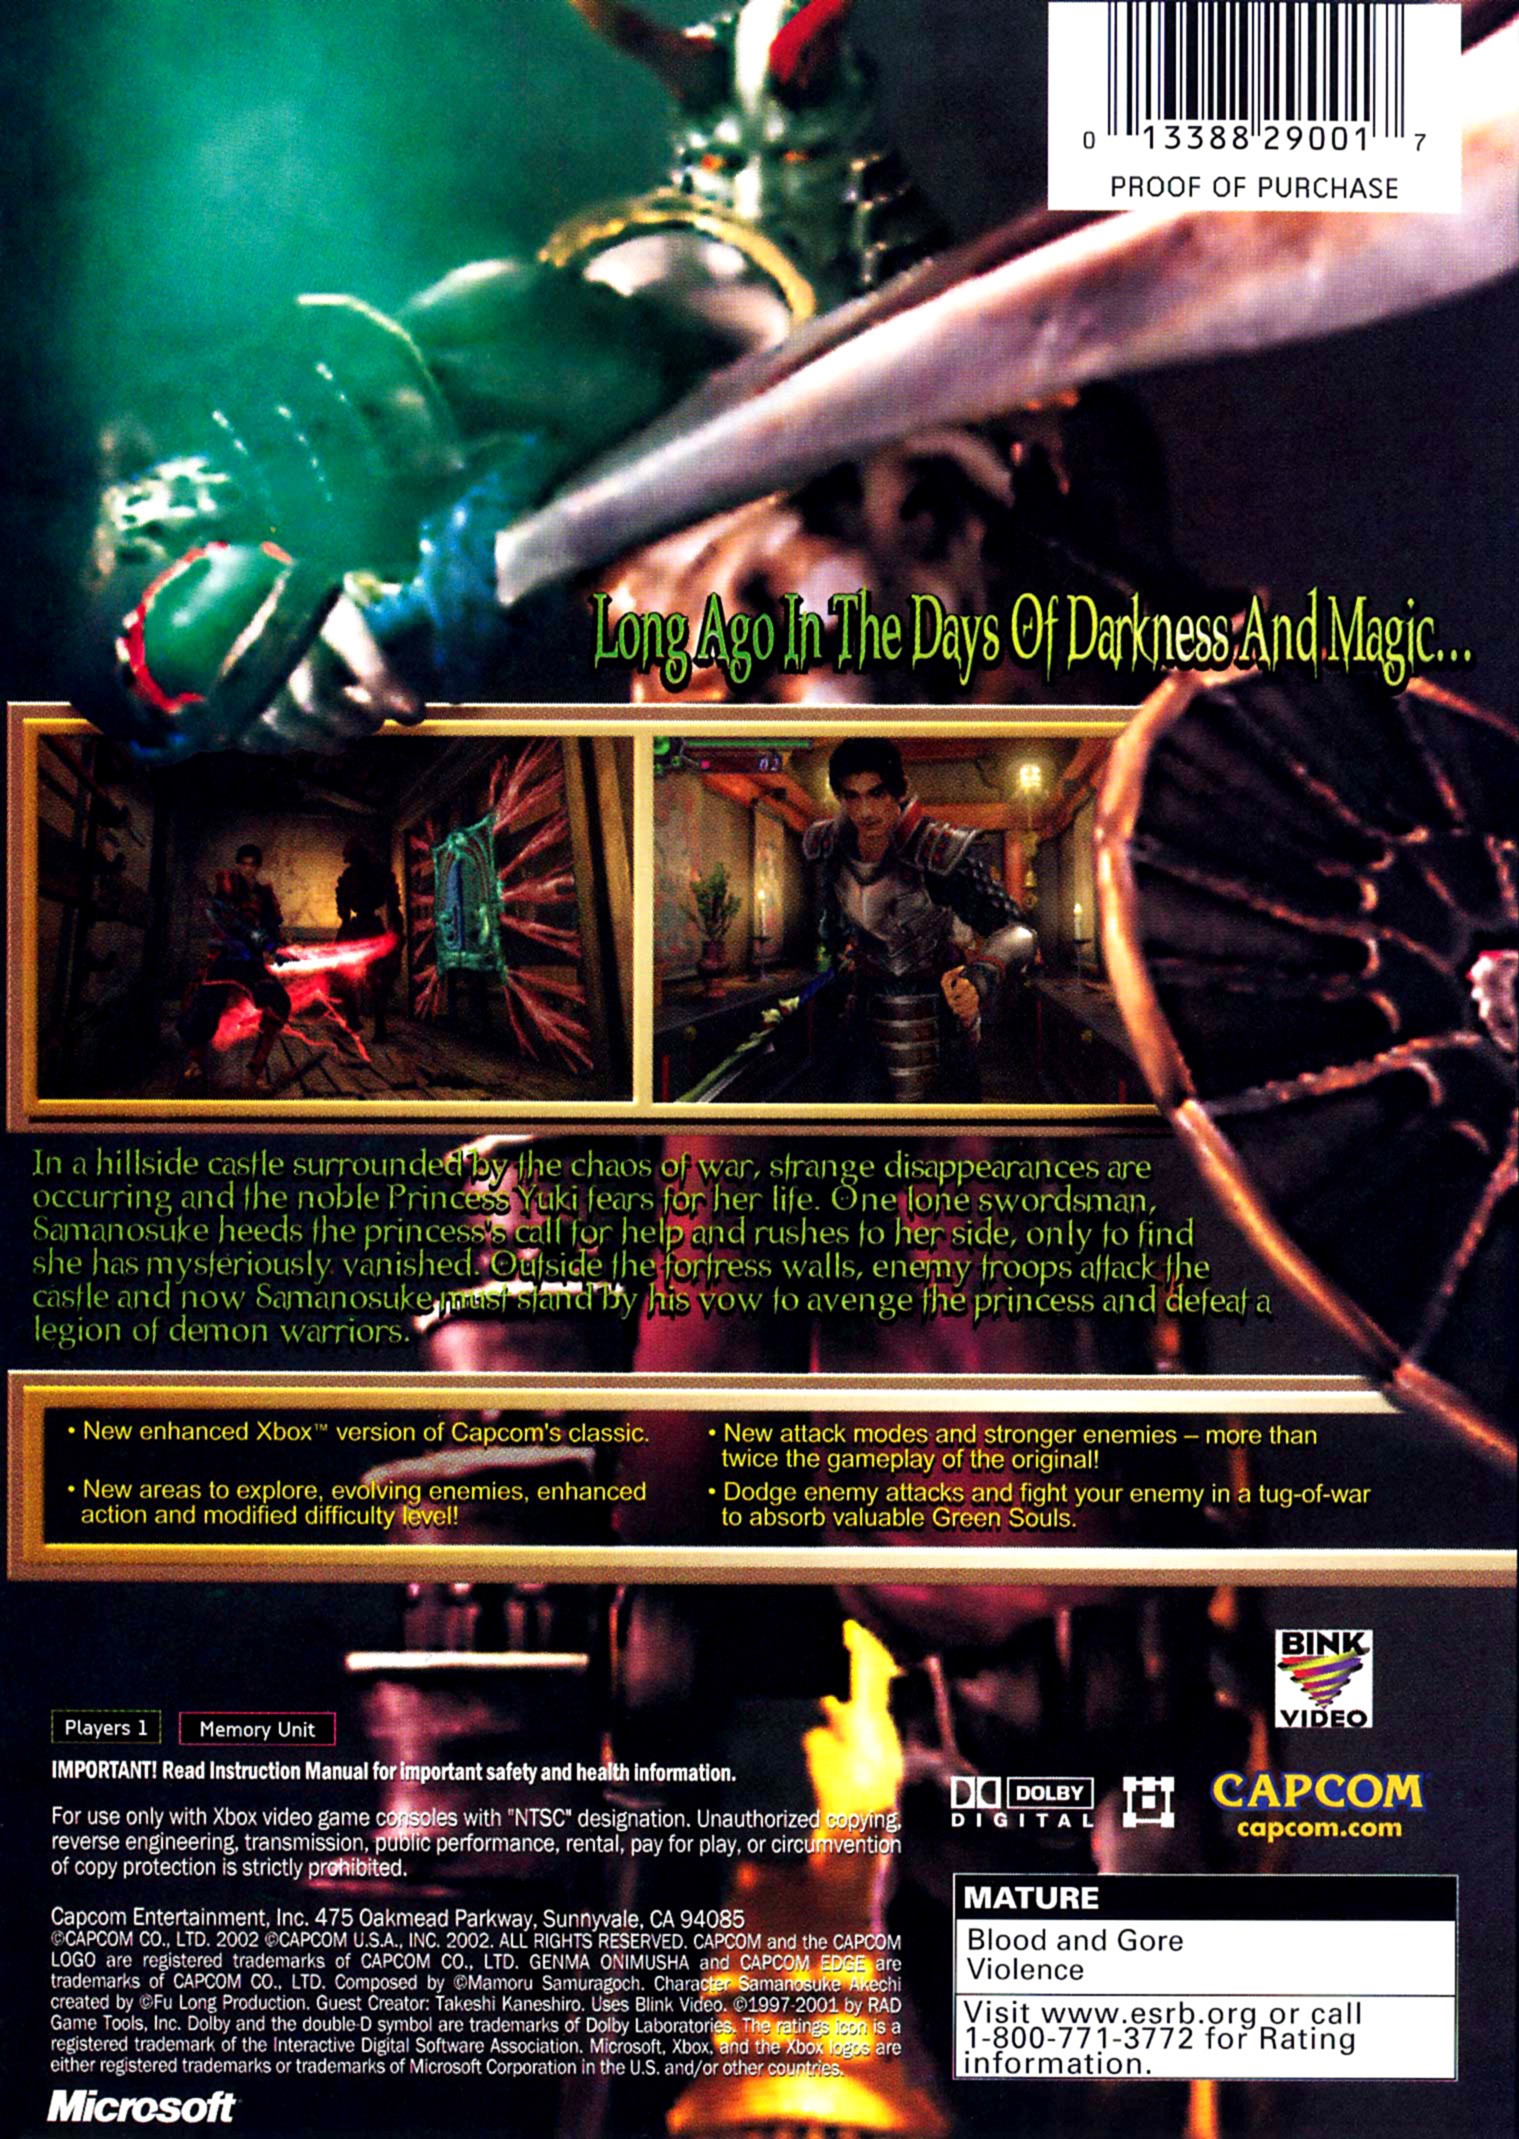 0 13388 29001 7
PROOF OF PURCHASE
Long Ago In The Days Of Darkness And Magic...
02
In a hillside castle surrounded by the chaos of war, strange disappearances are
occurring and the noble Princess Yuki fears for her life. One lone swordsman,
Samanosuke heeds the princess's call for help and rushes to her side, only to find
she has mysteriously vanished. Outside the fortress walls, enemy troops attack the
castle and now Samanosuke must stand by his vow to avenge the princess and defeat a
legion of demon warriors.
• New enhanced Xbox™ version of Capcom's classic.
• New areas to explore, evolving enemies, enhanced
action and modified difficulty level!
• New attack modes and stronger enemies – more than
twice the gameplay of the original!
• Dodge enemy attacks and fight your enemy in a tug-of-war
to absorb valuable Green Souls.
BINK
VIDEO
Players 1
Memory Unit
IMPORTANT! Read Instruction Manual for important safety and health information.
For use only with Xbox video game consoles with "NTSC" designation. Unauthorized copying,
reverse engineering, transmission, public performance, rental, pay for play, or circumvention
of copy protection is strictly prohibited.
DOLBY
DIGITAL
CAPCOM
capcom.com
Capcom Entertainment, Inc. 475 Oakmead Parkway, Sunnyvale, CA 94085
©CAPCOM CO., LTD. 2002 ©CAPCOM U.S.A., INC. 2002. ALL RIGHTS RESERVED. CAPCOM and the CAPCOM
LOGO are registered trademarks of CAPCOM CO., LTD. GENMA ONIMUSHA and CAPCOM EDGE are
trademarks of CAPCOM CO., LTD. Composed by ©Mamoru Samuragoch. Character Samanosuke Akechi
created by ©Fu Long Production. Guest Creator: Takeshi Kaneshiro. Uses Blink Video. ©1997-2001 by RAD
Game Tools, Inc. Dolby and the double-D symbol are trademarks of Dolby Laboratories. The ratings icon is a
registered trademark of the Interactive Digital Software Association. Microsoft, Xbox, and the Xbox logos are
either registered trademarks or trademarks of Microsoft Corporation in the U.S. and/or other countries.
Microsoft
MATURE
Blood and Gore
Violence
Visit www.esrb.org or call
1-800-771-3772 for Rating
information.